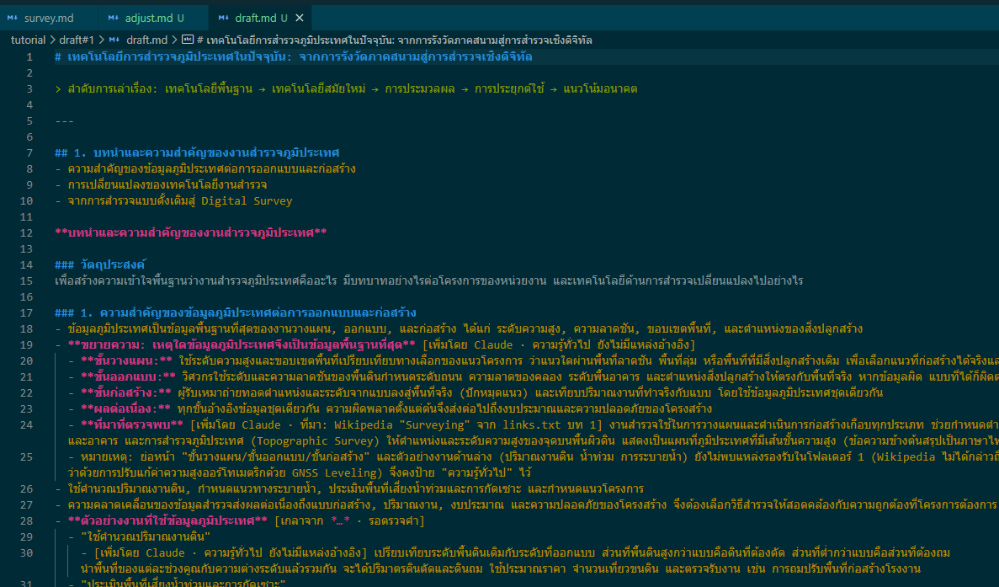 survey.md
adjust.md U
draft.md U
tutorial > draft#1 > draft.md > # เทคโนโลยีการสำรวจภูมิประเทศในปัจจุบัน: จากการรังวัดภาคสนามสู่การสำรวจเชิงดิจิทัล
1 # เทคโนโลยีการสำรวจภูมิประเทศในปัจจุบัน: จากการรังวัดภาคสนามสู่การสำรวจเชิงดิจิทัล
2
3 > ลำดับการเล่าเรื่อง: เทคโนโลยีพื้นฐาน → เทคโนโลยีสมัยใหม่ → การประมวลผล → การประยุกต์ใช้ → แนวโน้มอนาคต
4
5 ---
6
7 ## 1. บทนำและความสำคัญของงานสำรวจภูมิประเทศ
8 - ความสำคัญของข้อมูลภูมิประเทศต่อการออกแบบและก่อสร้าง
9 - การเปลี่ยนแปลงของเทคโนโลยีงานสำรวจ
10 - จากการสำรวจแบบดั้งเดิมสู่ Digital Survey
11
12 **บทนำและความสำคัญของงานสำรวจภูมิประเทศ**
13
14 ### วัตถุประสงค์
15 เพื่อสร้างความเข้าใจพื้นฐานว่างานสำรวจภูมิประเทศคืออะไร มีบทบาทอย่างไรต่อโครงการของหน่วยงาน และเทคโนโลยีด้านการสำรวจเปลี่ยนแปลงไปอย่างไร
16
17 ### 1. ความสำคัญของข้อมูลภูมิประเทศต่อการออกแบบและก่อสร้าง
18 - ข้อมูลภูมิประเทศเป็นข้อมูลพื้นฐานที่สุดของงานวางแผน, ออกแบบ, และก่อสร้าง ได้แก่ ระดับความสูง, ความลาดชัน, ขอบเขตพื้นที่, และตำแหน่งของสิ่งปลูกสร้าง
19 - **ขยายความ: เหตุใดข้อมูลภูมิประเทศจึงเป็นข้อมูลพื้นฐานที่สุด** [เพิ่มโดย Claude · ความรู้ทั่วไป ยังไม่มีแหล่งอ้างอิง]
20 - **ขั้นวางแผน:** ใช้ระดับความสูงและขอบเขตพื้นที่เปรียบเทียบทางเลือกของแนวโครงการ ว่าแนวใดผ่านพื้นที่ลาดชัน พื้นที่ลุ่ม หรือพื้นที่ที่มีสิ่งปลูกสร้างเดิม เพื่อเลือกแนวที่ก่อสร้างได้จริงแล
21 - **ขั้นออกแบบ:** วิศวกรใช้ระดับและความลาดชันของพื้นดินกำหนดระดับถนน ความลาดของคลอง ระดับพื้นอาคาร และตำแหน่งสิ่งปลูกสร้างให้ตรงกับพื้นที่จริง หากข้อมูลผิด แบบที่ได้ก็ผิดต
22 - **ขั้นก่อสร้าง:** ผู้รับเหมาถ่ายทอดตำแหน่งและระดับจากแบบลงสู่พื้นที่จริง (ปักหมุดแนว) และเทียบปริมาณงานที่ทำจริงกับแบบ โดยใช้ข้อมูลภูมิประเทศชุดเดียวกัน
23 - **ผลต่อเนื่อง:** ทุกขั้นอ้างอิงข้อมูลชุดเดียวกัน ความผิดพลาดตั้งแต่ต้นจึงส่งต่อไปถึงงบประมาณและความปลอดภัยของโครงสร้าง
24 - **ที่มาที่ตรวจพบ** [เพิ่มโดย Claude · ที่มา: Wikipedia "Surveying" จาก links.txt บท 1] งานสำรวจใช้ในการวางแผนและดำเนินการก่อสร้างเกือบทุกประเภท ช่วยกำหนดตำ
และอาคาร และการสำรวจภูมิประเทศ (Topographic Survey) ให้ตำแหน่งและระดับความสูงของจุดบนพื้นผิวดิน แสดงเป็นแผนที่ภูมิประเทศที่มีเส้นชั้นความสูง (ข้อความข้างต้นสรุปเป็นภาษาไท
25 - หมายเหตุ: ย่อหน้า "ขั้นวางแผน/ขั้นออกแบบ/ขั้นก่อสร้าง" และตัวอย่างงานด้านล่าง (ปริมาณงานดิน น้ำท่วม การระบายน้ำ) ยังไม่พบแหล่งรองรับในโฟลเดอร์ 1 (Wikipedia ไม่ได้กล่าวถึ
ว่าด้วยการปรับแก้ค่าความสูงออร์โทเมตริกด้วย GNSS Leveling) จึงคงป้าย "ความรู้ทั่วไป" ไว้
26 - ใช้คำนวณปริมาณงานดิน, กำหนดแนวทางระบายน้ำ, ประเมินพื้นที่เสี่ยงน้ำท่วมและการกัดเซาะ และกำหนดแนวโครงการ
27 - ความคลาดเคลื่อนของข้อมูลสำรวจส่งผลต่อเนื่องถึงแบบก่อสร้าง, ปริมาณงาน, งบประมาณ และความปลอดภัยของโครงสร้าง จึงต้องเลือกวิธีสำรวจให้สอดคล้องกับความถูกต้องที่โครงการต้องการ
28 - **ตัวอย่างงานที่ใช้ข้อมูลภูมิประเทศ** [เกลาจาก *…* · รอตรวจคำ]
29 - "ใช้คำนวณปริมาณงานดิน"
30 - [เพิ่มโดย Claude · ความรู้ทั่วไป ยังไม่มีแหล่งอ้างอิง] เปรียบเทียบระดับพื้นดินเดิมกับระดับที่ออกแบบ ส่วนที่พื้นดินสูงกว่าแบบคือดินที่ต้องตัด ส่วนที่ต่ำกว่าแบบคือส่วนที่ต้องถม
นำพื้นที่ของแต่ละช่วงคูณกับความต่างระดับแล้วรวมกัน จะได้ปริมาตรดินตัดและดินถม ใช้ประมาณราคา จำนวนเที่ยวขนดิน และตรวจรับงาน เช่น การถมปรับพื้นที่ก่อสร้างโรงงาน
31 - "ประเมินพื้นที่เสี่ยงน้ำท่วมและการกัดเซาะ"